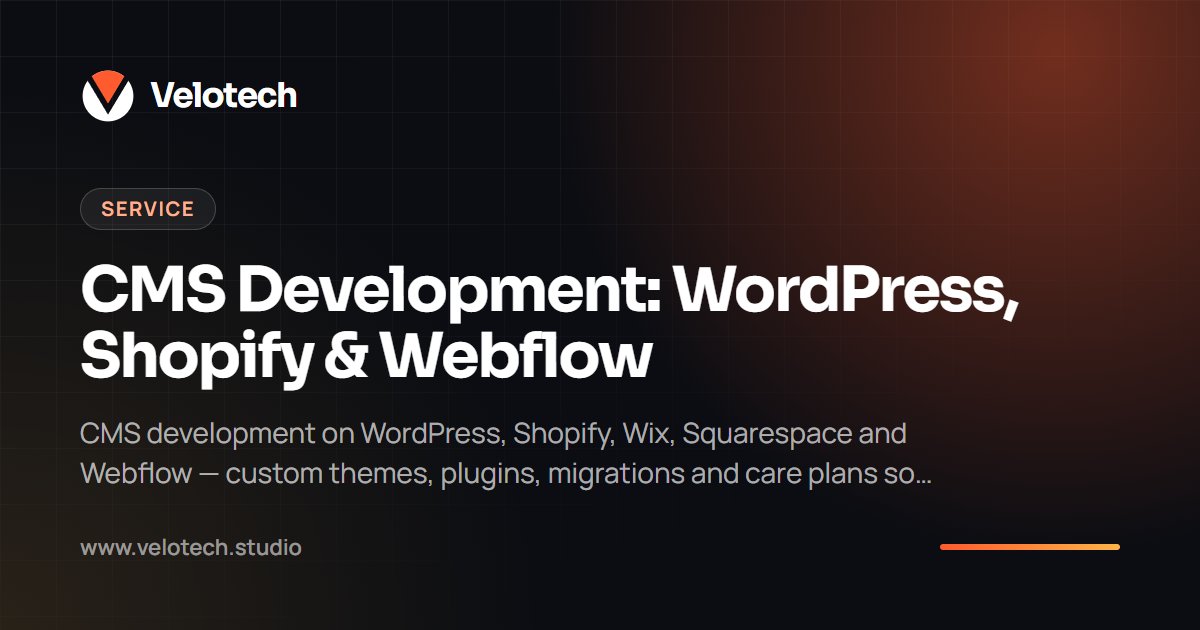 Velotech
SERVICE
CMS Development: WordPress,
Shopify & Webflow
CMS development on WordPress, Shopify, Wix, Squarespace and
Webflow — custom themes, plugins, migrations and care plans so…
www.velotech.studio